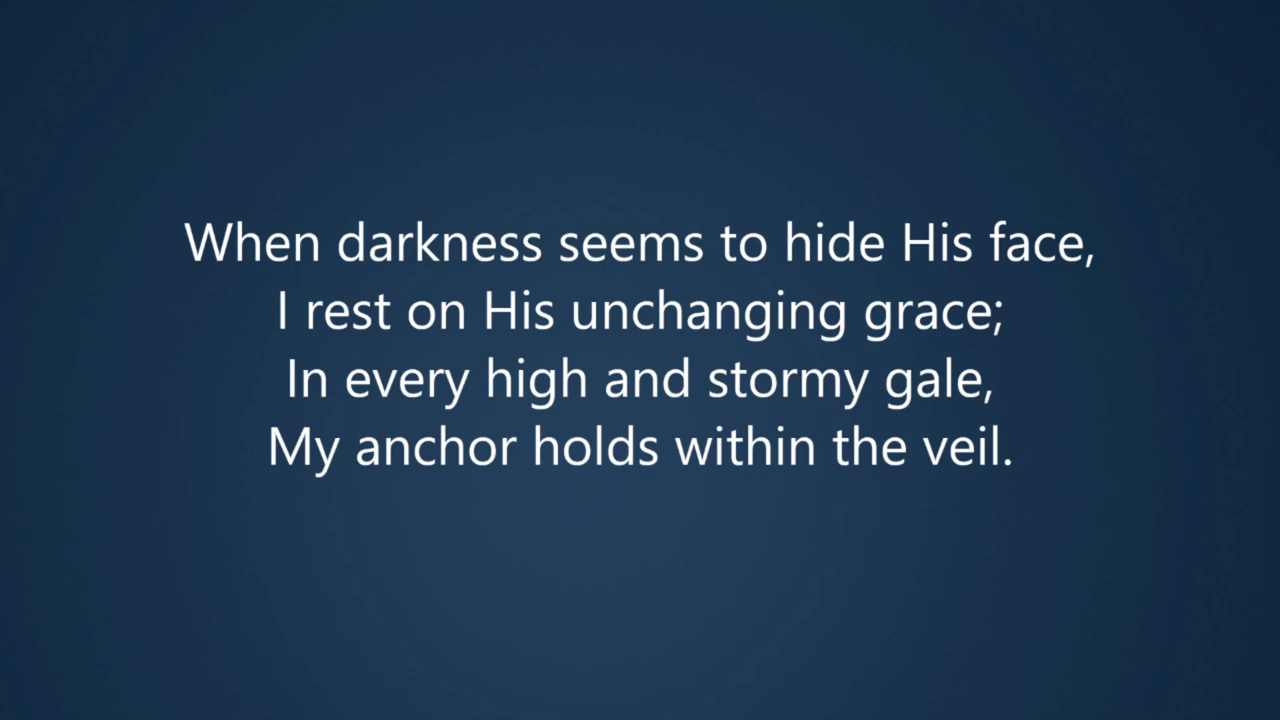 When darkness seems to hide His face,
I rest on His unchanging grace;
In every high and stormy gale,
My anchor holds within the veil.